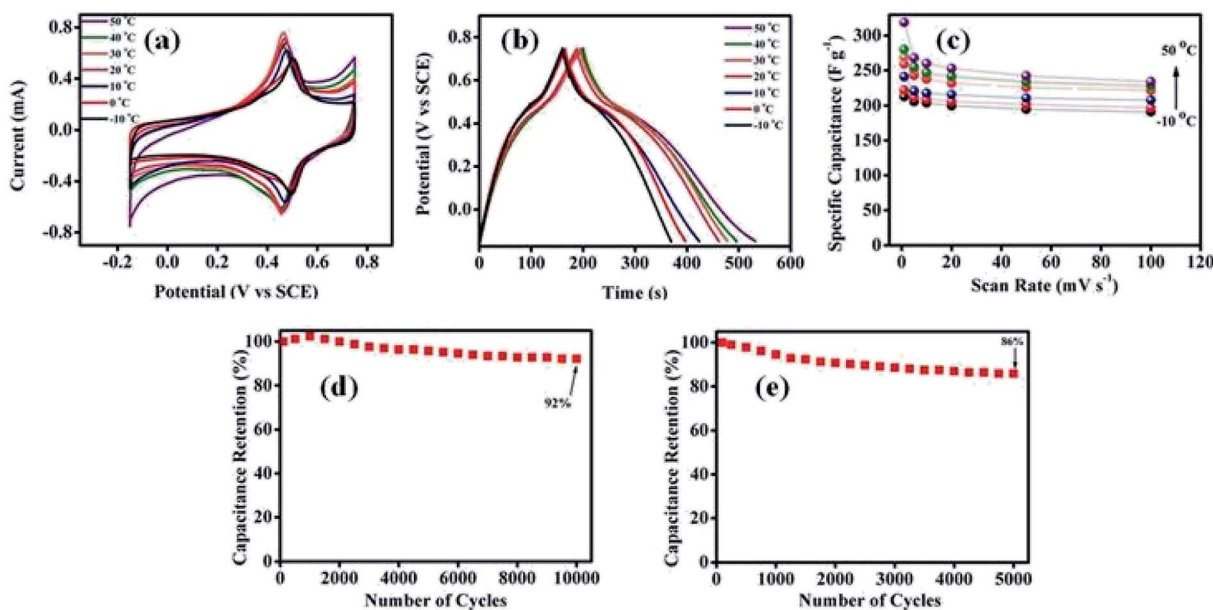 (a)
50 °C
40 °C
30 °C
20 °C
10 °C
0 °C
-10 °C
0.8
0.4
0.0
-0.4
-0.8
Current (mA)
-0.2 0.0 0.2 0.4 0.6 0.8
Potential (V vs SCE)
(b)
50 °C
40 °C
30 °C
20 °C
10 °C
0 °C
-10 °C
0.8
0.4
0.0
Potential (V vs SCE)
0 100 200 300 400 500 600
Time (s)
(c)
50 °C
-10 °C
300
250
200
150
100
50
0
Specific Capacitance (F g-1)
0 20 40 60 80 100 120
Scan Rate (mV s-1)
(d)
92%
100
80
60
40
20
0
Capacitance Retention (%)
0 2000 4000 6000 8000 10000
Number of Cycles
(e)
86%
100
80
60
40
20
0
Capacitance Retention (%)
0 1000 2000 3000 4000 5000
Number of Cycles